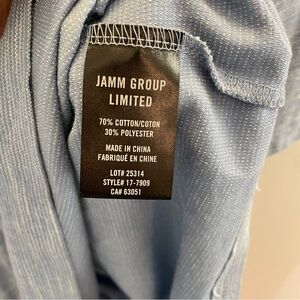 JAMM GROUP
LIMITED
70% COTTON/COTON
30% POLYESTER
MADE IN CHINA
FABRIQUÉ EN CHINE
LOT# 25314
STYLE# 17-7909
CA# 63051